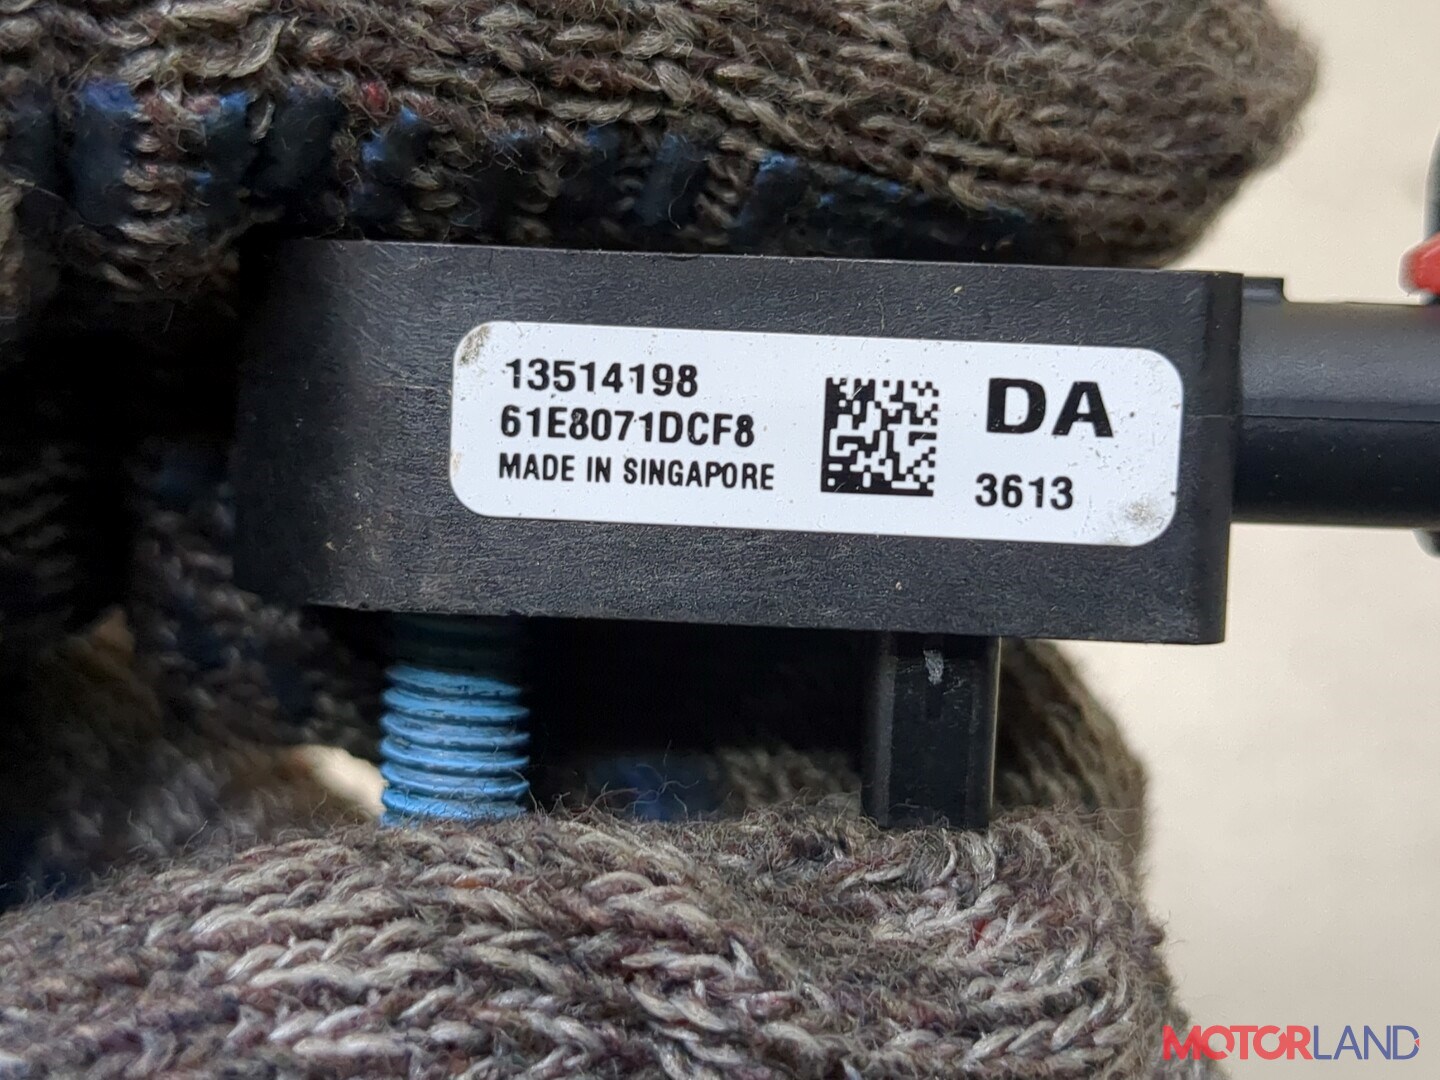 13514198
61E8071DCF8
MADE IN SINGAPORE
DA
3613
MOTORLAND